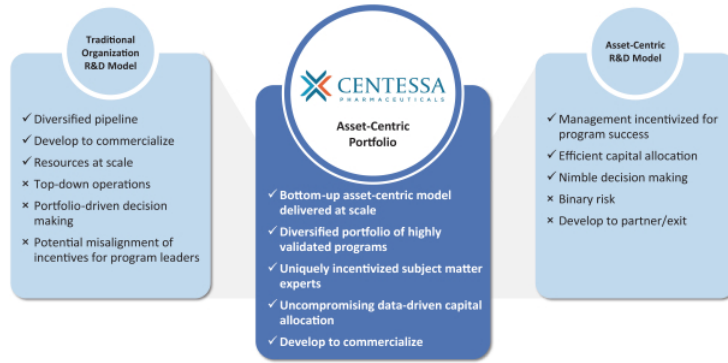 Traditional
Organization
R&D Model
✓ Diversified pipeline
✓ Develop to commercialize
✓ Resources at scale
× Top-down operations
× Portfolio-driven decision
making
× Potential misalignment of
incentives for program leaders
CENTESSA
PHARMACEUTICALS
Asset-Centric
Portfolio
✓ Bottom-up asset-centric model
delivered at scale
✓ Diversified portfolio of highly
validated programs
✓ Uniquely incentivized subject matter
experts
✓ Uncompromising data-driven capital
allocation
✓ Develop to commercialize
Asset-Centric
R&D Model
✓ Management incentivized for
program success
✓ Efficient capital allocation
✓ Nimble decision making
× Binary risk
× Develop to partner/exit